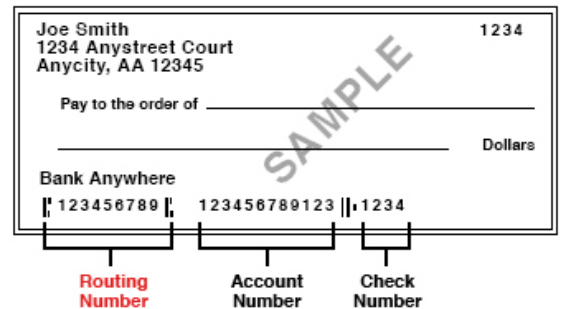 Joe Smith 1234
1234 Anystreet Court
Anycity, AA 12345
SAMPLE
Pay to the order of
Dollars
Bank Anywhere
123456789 123456789123 1234
Routing Number
Account Number
Check Number